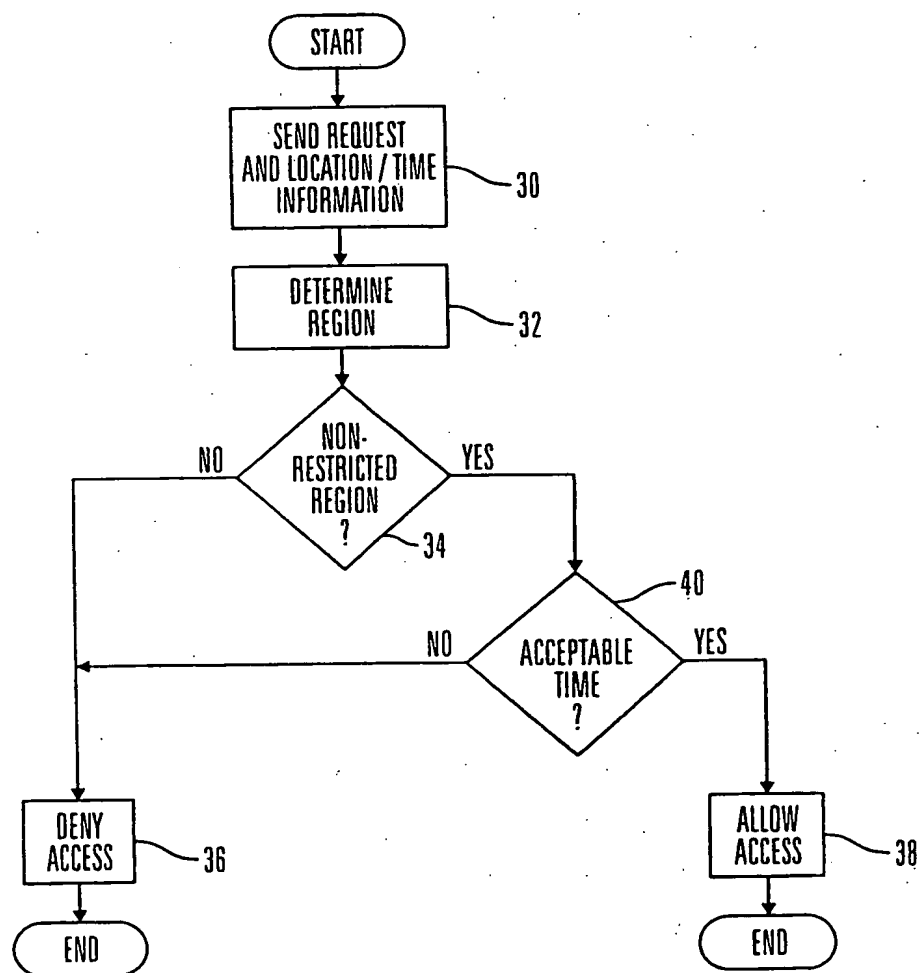 START
SEND REQUEST
AND LOCATION / TIME
INFORMATION
30
DETERMINE
REGION
32
NO
NON-
RESTRICTED
REGION
?
YES
34
40
NO
ACCEPTABLE
TIME
?
YES
DENY
ACCESS
36
ALLOW
ACCESS
38
END
END